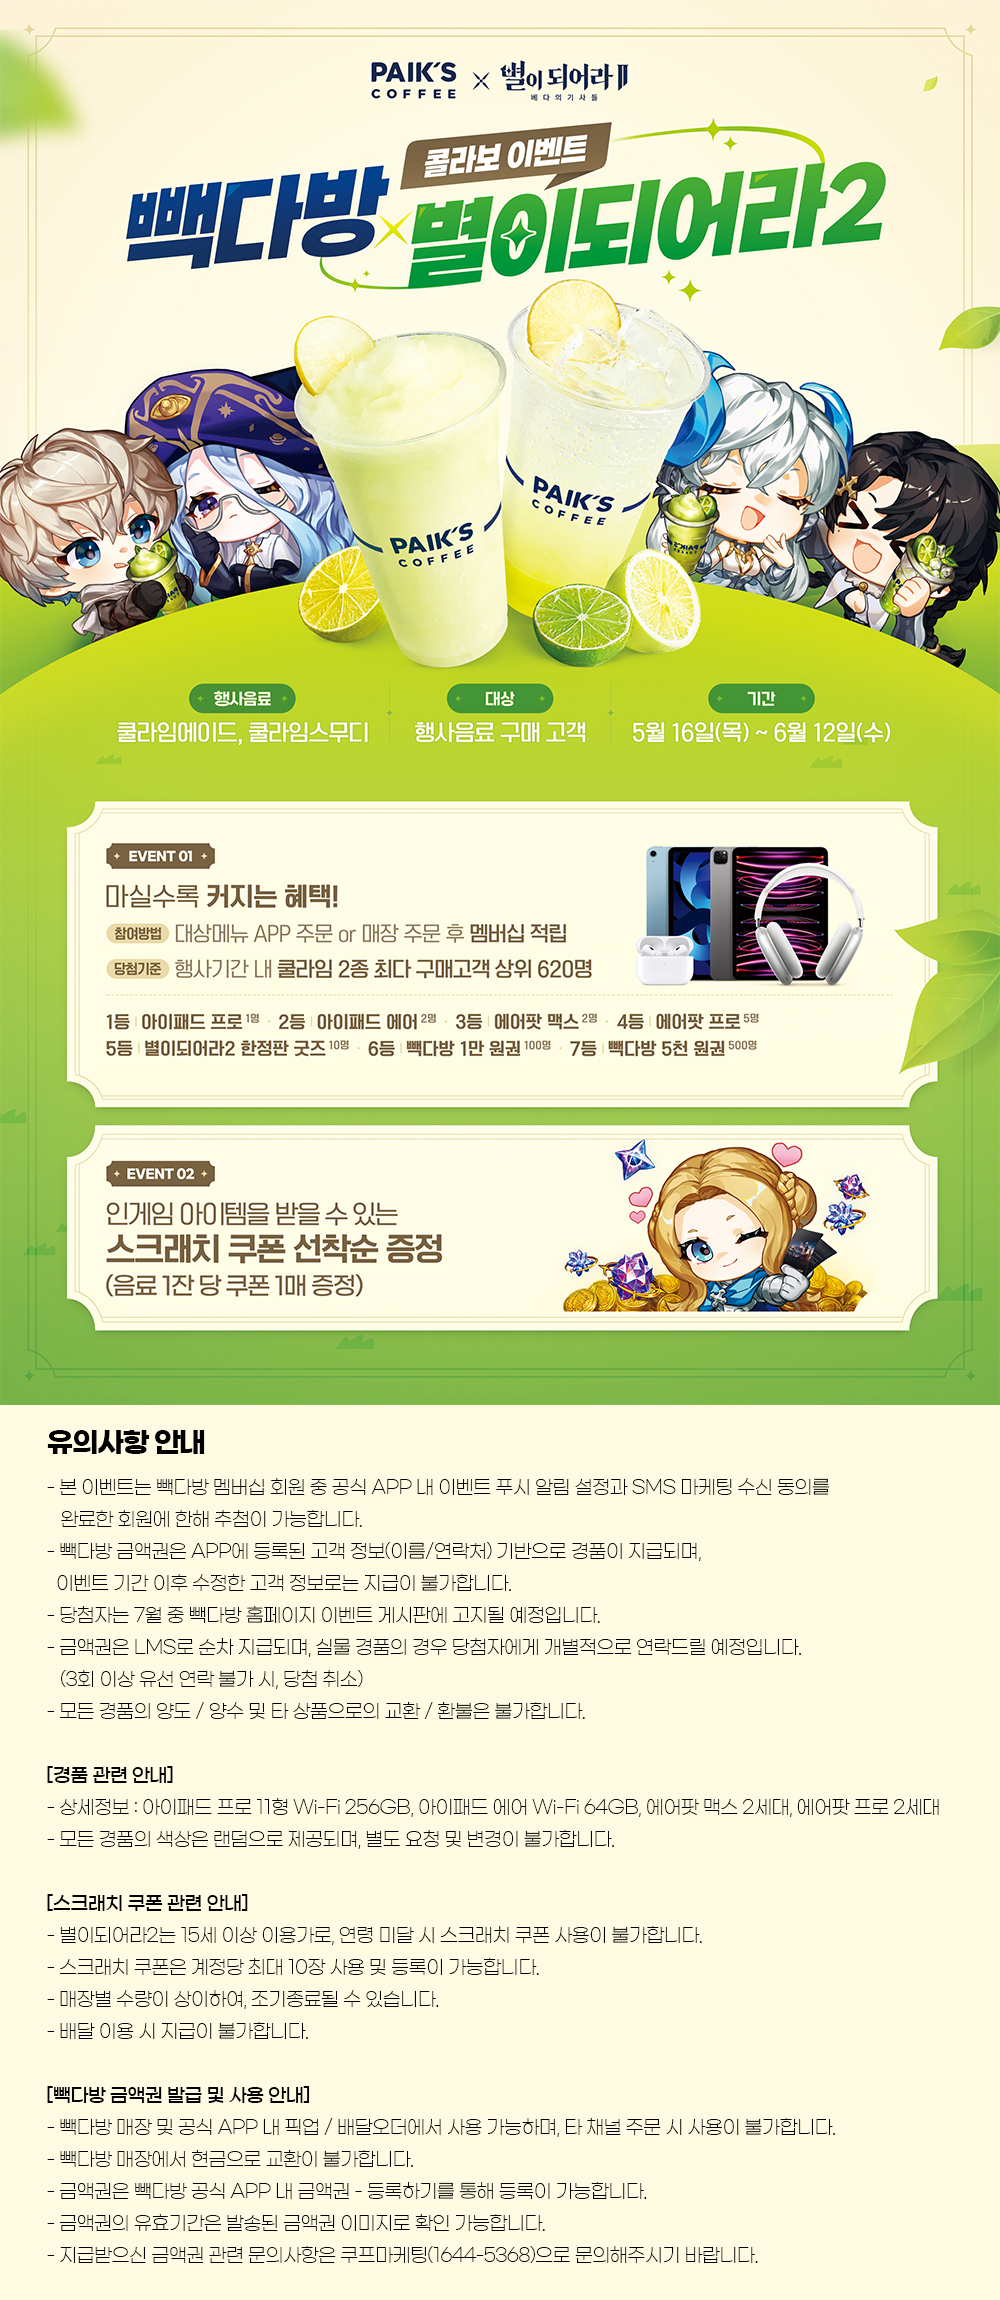 PAIK'S COFFEE × 별이 되어라 II 베다의 기사들
콜라보 이벤트
빽다방×별이되어라2
PAIK'S COFFEE
PAIK'S COFFEE
행사음료
쿨라임에이드, 쿨라임스무디
대상
행사음료 구매 고객
기간
5월 16일(목) ~ 6월 12일(수)
EVENT 01
마실수록 커지는 혜택!
참여방법 대상메뉴 APP 주문 or 매장 주문 후 멤버십 적립
당첨기준 행사기간 내 쿨라임 2종 최다 구매고객 상위 620명
1등 | 아이패드 프로 1명 · 2등 | 아이패드 에어 2명 · 3등 | 에어팟 맥스 2명 · 4등 | 에어팟 프로 5명
5등 | 별이되어라2 한정판 굿즈 10명 · 6등 | 빽다방 1만 원권 100명 · 7등 | 빽다방 5천 원권 500명
EVENT 02
인게임 아이템을 받을 수 있는
스크래치 쿠폰 선착순 증정
(음료 1잔 당 쿠폰 1매 증정)
유의사항 안내
- 본 이벤트는 빽다방 멤버십 회원 중 공식 APP 내 이벤트 푸시 알림 설정과 SMS 마케팅 수신 동의를
완료한 회원에 한해 추첨이 가능합니다.
- 빽다방 금액권은 APP에 등록된 고객 정보(이름/연락처) 기반으로 경품이 지급되며,
이벤트 기간 이후 수정한 고객 정보로는 지급이 불가합니다.
- 당첨자는 7월 중 빽다방 홈페이지 이벤트 게시판에 고지될 예정입니다.
- 금액권은 LMS로 순차 지급되며, 실물 경품의 경우 당첨자에게 개별적으로 연락드릴 예정입니다.
(3회 이상 유선 연락 불가 시, 당첨 취소)
- 모든 경품의 양도 / 양수 및 타 상품으로의 교환 / 환불은 불가합니다.
[경품 관련 안내]
- 상세정보 : 아이패드 프로 11형 Wi-Fi 256GB, 아이패드 에어 Wi-Fi 64GB, 에어팟 맥스 2세대, 에어팟 프로 2세대
- 모든 경품의 색상은 랜덤으로 제공되며, 별도 요청 및 변경이 불가합니다.
[스크래치 쿠폰 관련 안내]
- 별이되어라2는 15세 이상 이용가로, 연령 미달 시 스크래치 쿠폰 사용이 불가합니다.
- 스크래치 쿠폰은 계정당 최대 10장 사용 및 등록이 가능합니다.
- 매장별 수량이 상이하여, 조기종료될 수 있습니다.
- 배달 이용 시 지급이 불가합니다.
[빽다방 금액권 발급 및 사용 안내]
- 빽다방 매장 및 공식 APP 내 픽업 / 배달오더에서 사용 가능하며, 타 채널 주문 시 사용이 불가합니다.
- 빽다방 매장에서 현금으로 교환이 불가합니다.
- 금액권은 빽다방 공식 APP 내 금액권 - 등록하기를 통해 등록이 가능합니다.
- 금액권의 유효기간은 발송된 금액권 이미지로 확인 가능합니다.
- 지급받으신 금액권 관련 문의사항은 쿠프마케팅(1644-5368)으로 문의해주시기 바랍니다.